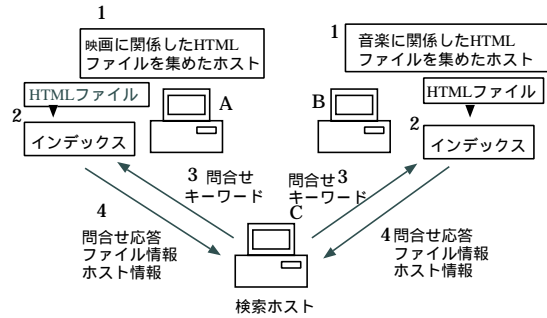 1
映画に関係したHTML
ファイルを集めたホスト
HTMLファイル
2
インデックス
A
1
音楽に関係したHTML
ファイルを集めたホスト
HTMLファイル
2
インデックス
B
3 問合せ
キーワード
問合せ 3
キーワード
4
問合せ応答
ファイル情報
ホスト情報
C
4 問合せ応答
ファイル情報
ホスト情報
検索ホスト